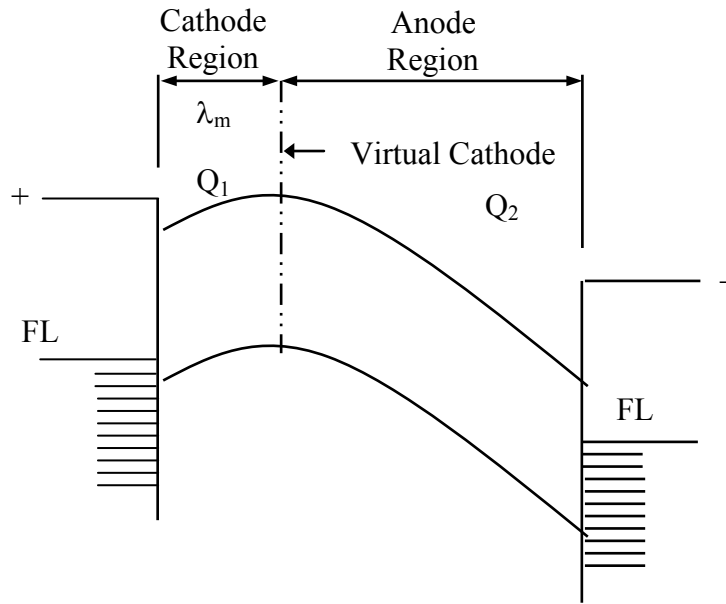 Cathode Region
Anode Region
λm
Virtual Cathode
Q1
Q2
+
-
FL
FL